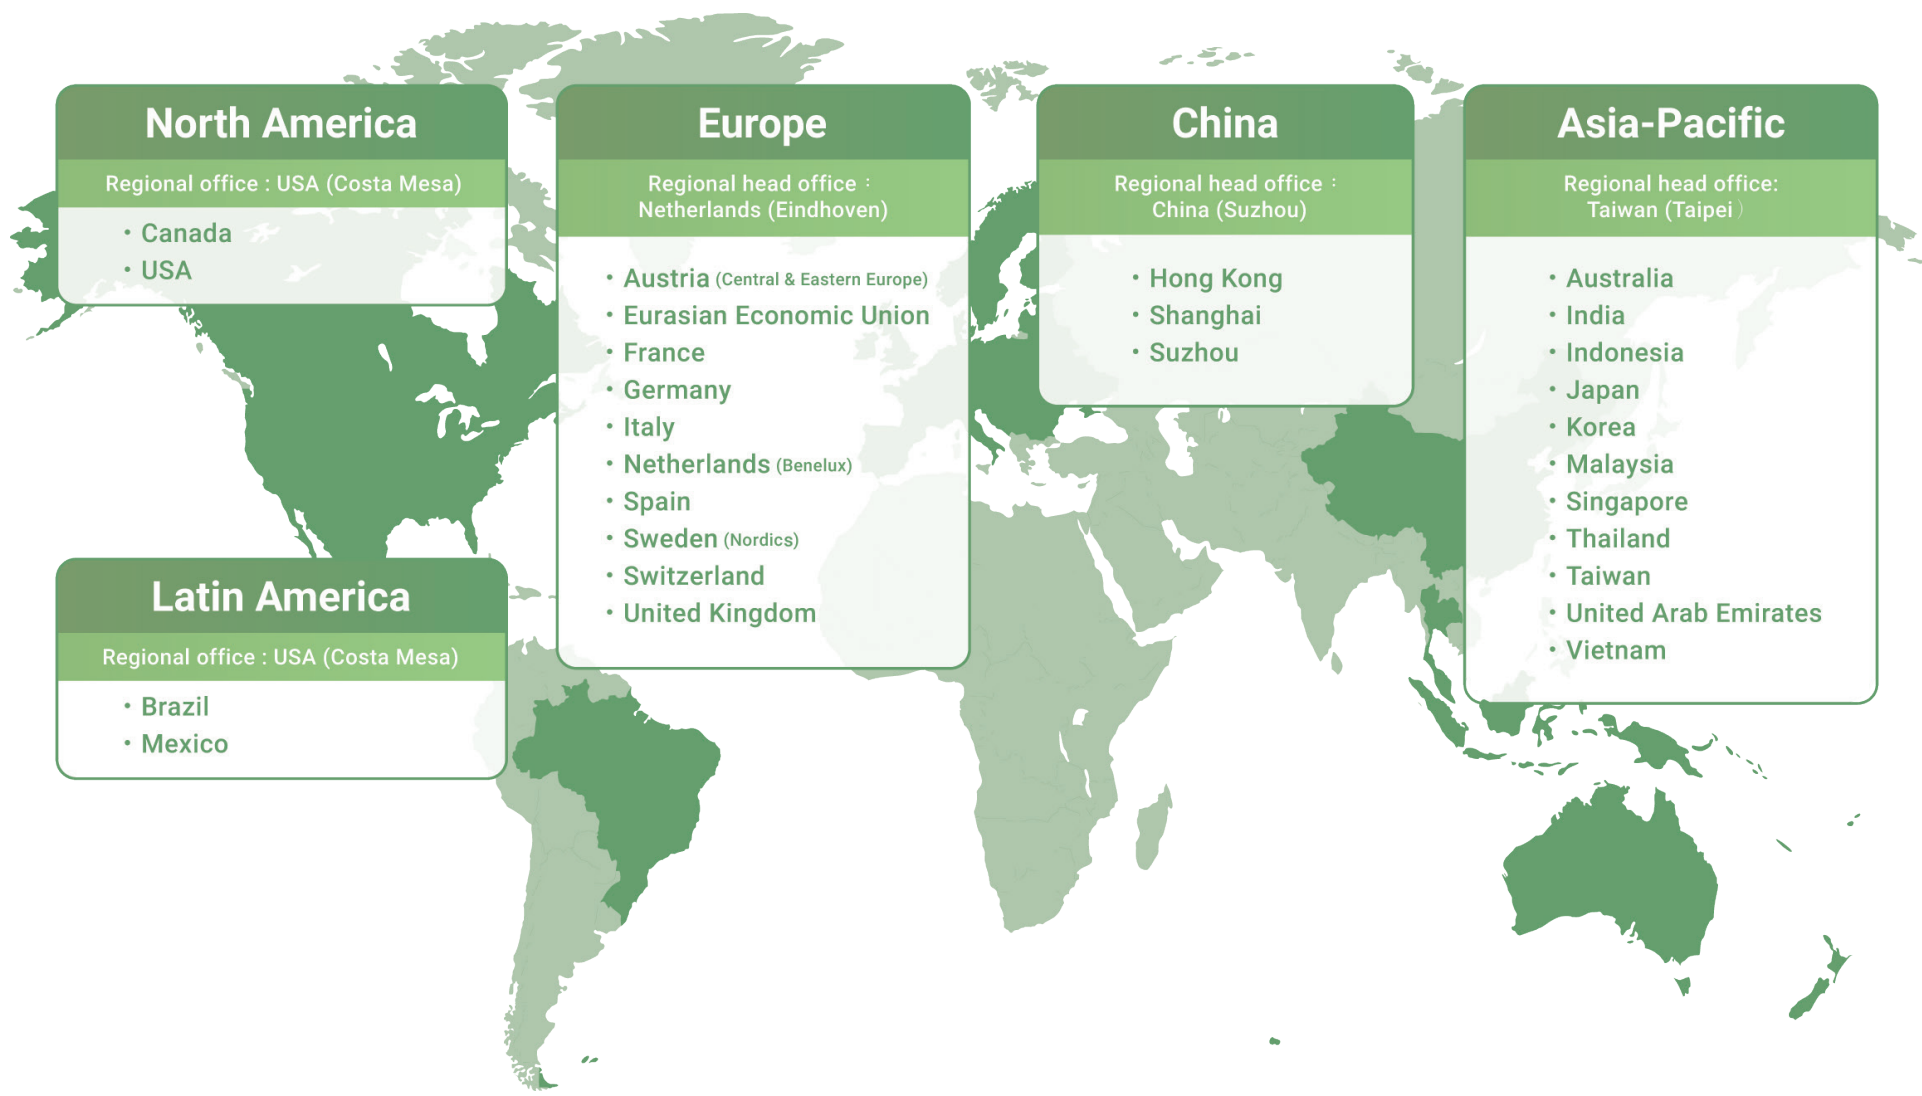 North America
Regional office : USA (Costa Mesa)
・Canada
・USA
Latin America
Regional office : USA (Costa Mesa)
・Brazil
・Mexico
Europe
Regional head office：
Netherlands (Eindhoven)
・Austria (Central & Eastern Europe)
・Eurasian Economic Union
・France
・Germany
・Italy
・Netherlands (Benelux)
・Spain
・Sweden (Nordics)
・Switzerland
・United Kingdom
China
Regional head office：
China (Suzhou)
・Hong Kong
・Shanghai
・Suzhou
Asia-Pacific
Regional head office:
Taiwan (Taipei）
・Australia
・India
・Indonesia
・Japan
・Korea
・Malaysia
・Singapore
・Thailand
・Taiwan
・United Arab Emirates
・Vietnam